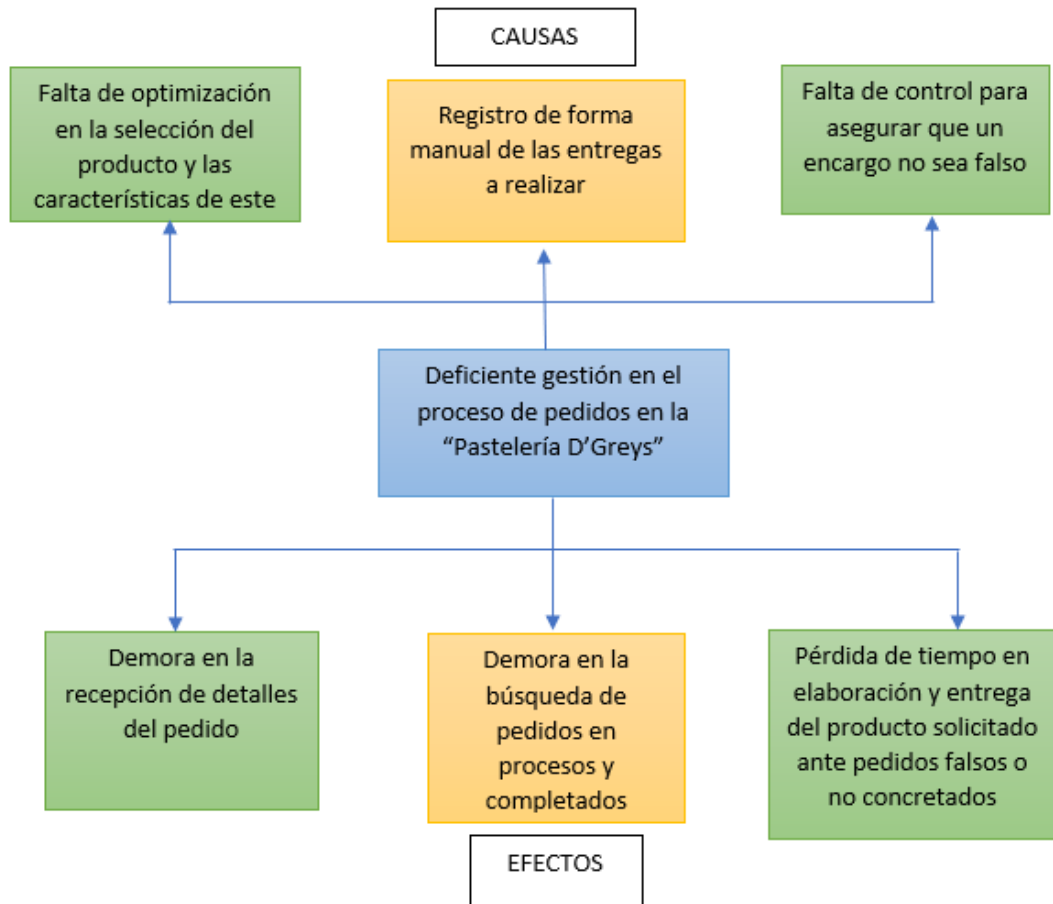 CAUSAS
Falta de optimización
en la selección del
producto y las
características de este
Registro de forma
manual de las entregas
a realizar
Falta de control para
asegurar que un
encargo no sea falso
Deficiente gestión en el
proceso de pedidos en la
“Pastelería D’Greys”
Demora en la
recepción de detalles
del pedido
Demora en la
búsqueda de
pedidos en
procesos y
completados
Pérdida de tiempo en
elaboración y entrega
del producto solicitado
ante pedidos falsos o
no concretados
EFECTOS